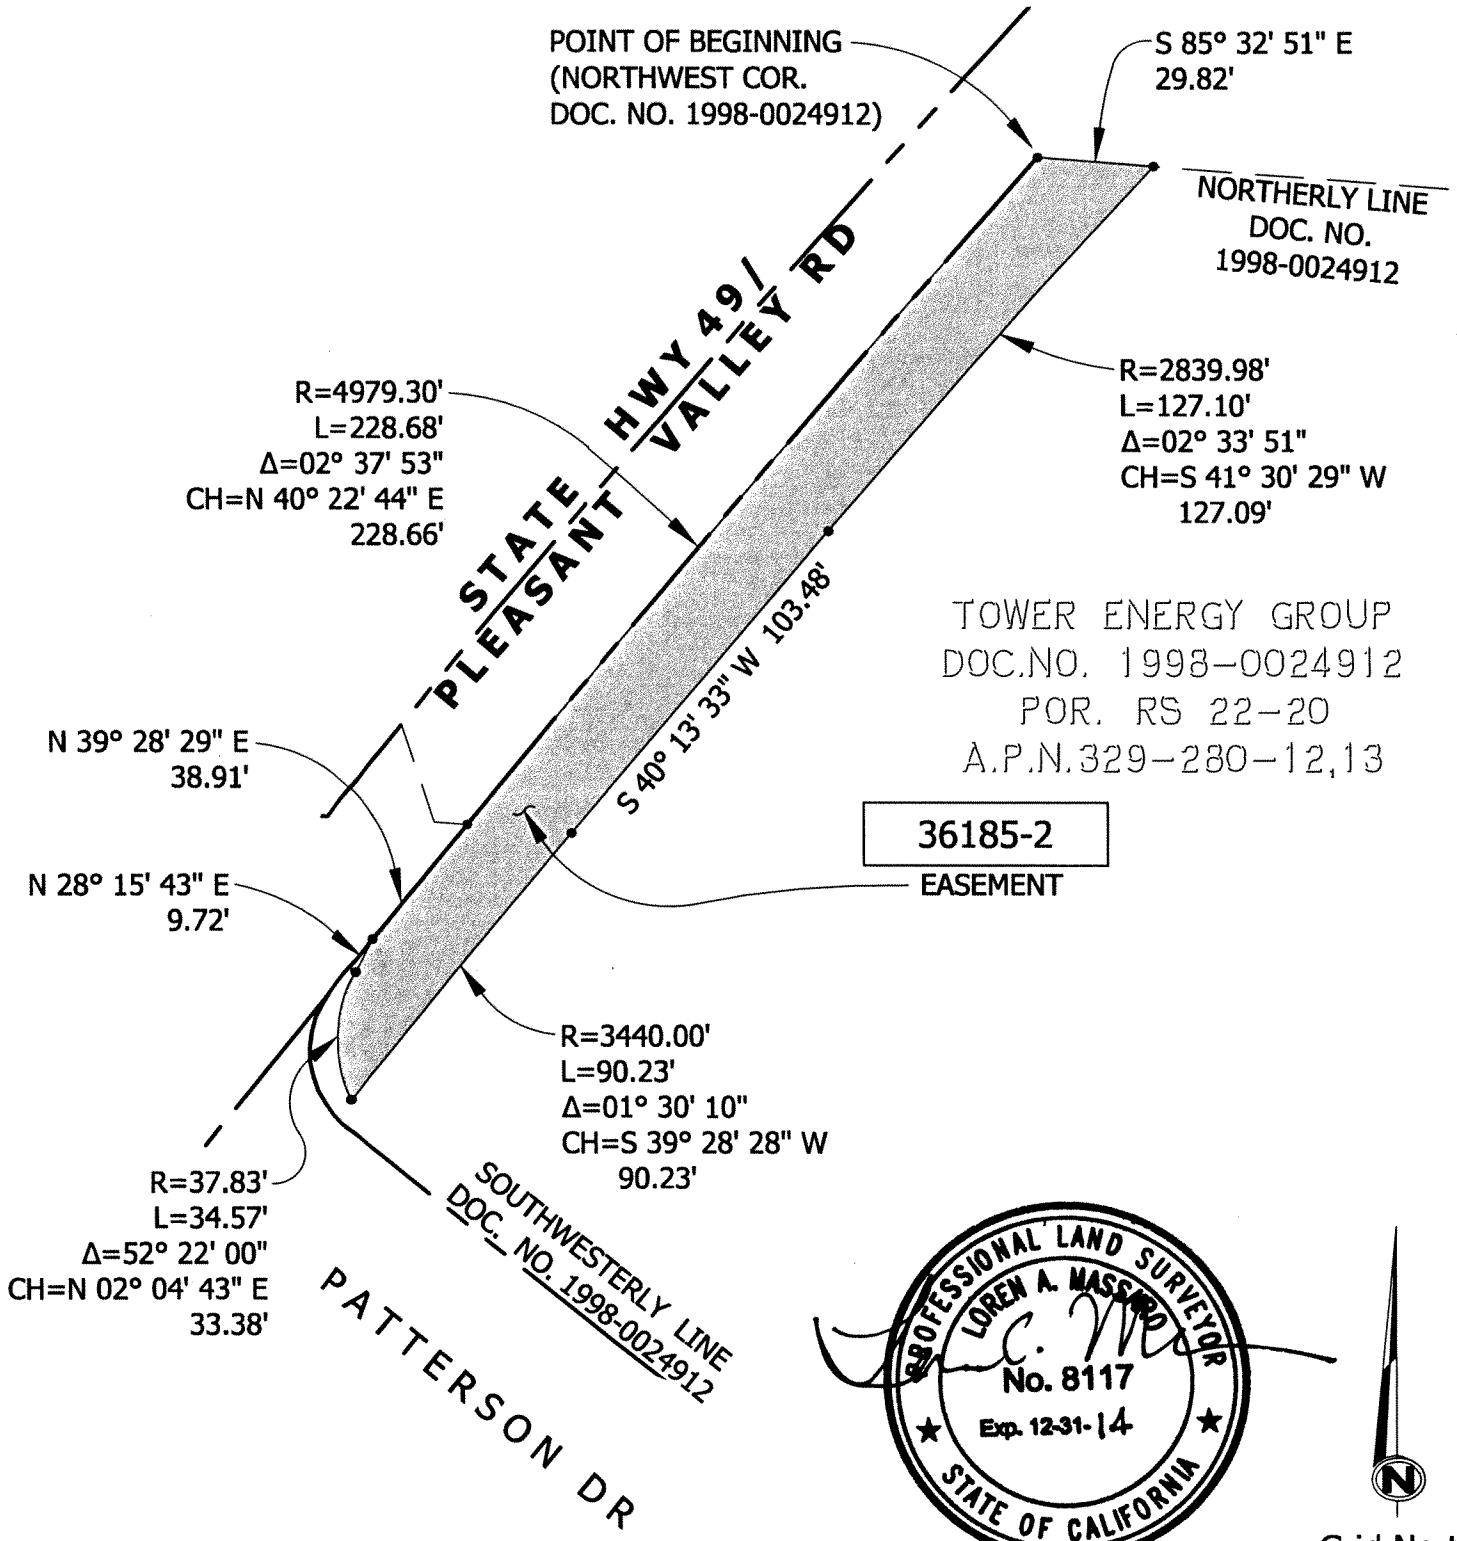 POINT OF BEGINNING
(NORTHWEST COR.
DOC. NO. 1998-0024912)
S 85° 32' 51" E
29.82'
NORTHERLY LINE
DOC. NO.
1998-0024912
STATE HWY 49/
PLEASANT VALLEY RD
R=4979.30'
L=228.68'
Δ=02° 37' 53"
CH=N 40° 22' 44" E
228.66'
R=2839.98'
L=127.10'
Δ=02° 33' 51"
CH=S 41° 30' 29" W
127.09'
S 40° 13' 33" W 103.48'
TOWER ENERGY GROUP
DOC.NO. 1998-0024912
POR. RS 22-20
A.P.N.329-280-12,13
N 39° 28' 29" E
38.91'
36185-2
EASEMENT
N 28° 15' 43" E
9.72'
R=3440.00'
L=90.23'
Δ=01° 30' 10"
CH=S 39° 28' 28" W
90.23'
R=37.83'
L=34.57'
Δ=52° 22' 00"
CH=N 02° 04' 43" E
33.38'
SOUTHWESTERLY LINE
DOC. NO. 1998-0024912
PATTERSON DR
PROFESSIONAL LAND SURVEYOR
LOREN A. MASSARO
No. 8117
Exp. 12-31-14
STATE OF CALIFORNIA
N